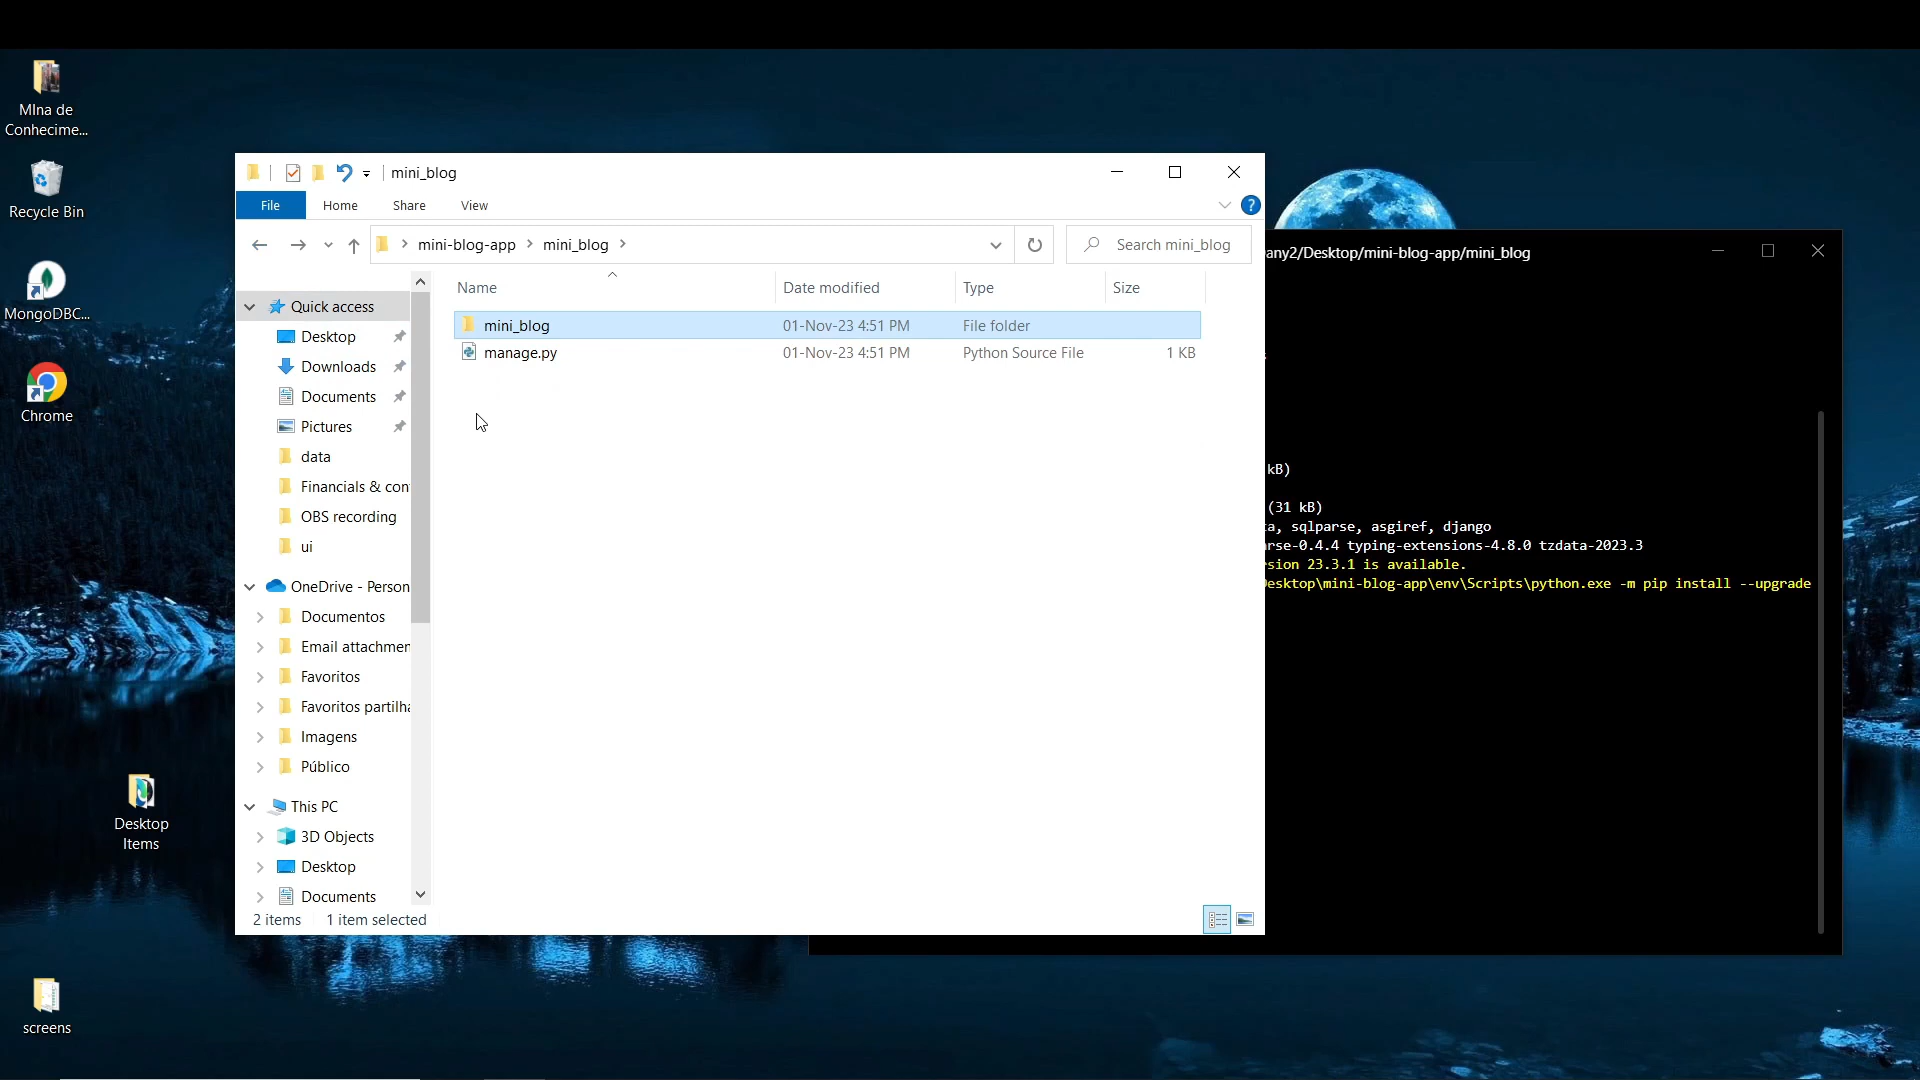 MIna de
Conhecime...
Recycle Bin
MongoDBC...
Chrome
Desktop
Items
screens
mini_blog
File Home Share View
?
mini-blog-app mini_blog
Search mini_blog
Name Date modified Type Size
mini_blog 01-Nov-23 4:51 PM File folder
manage.py 01-Nov-23 4:51 PM Python Source File 1 KB
Quick access
Desktop
Downloads
Documents
Pictures
data
Financials & con
OBS recording
ui
OneDrive - Person
Documentos
Email attachmen
Favoritos
Favoritos partilha
Imagens
Público
This PC
3D Objects
Desktop
Documents
2 items 1 item selected
any2/Desktop/mini-blog-app/mini_blog
kB)
(31 kB)
ta, sqlparse, asgiref, django
arse-0.4.4 typing-extensions-4.8.0 tzdata-2023.3
sion 23.3.1 is available.
Desktop\mini-blog-app\env\Scripts\python.exe -m pip install --upgrade